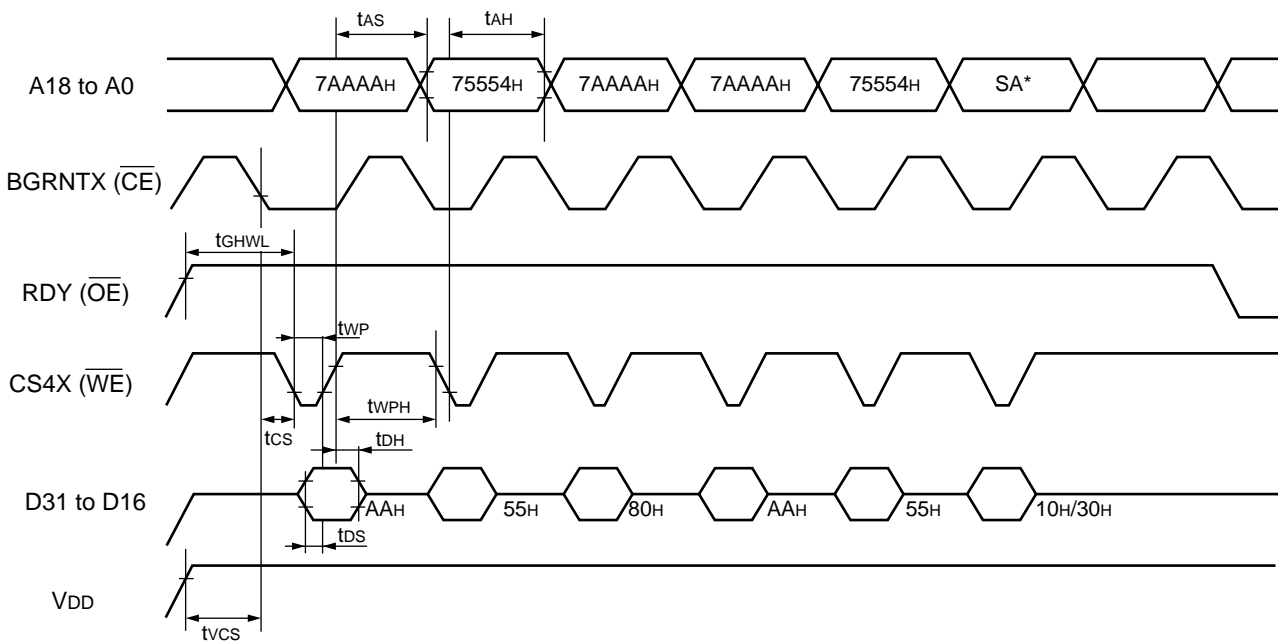 tAS tAH
A18 to A0 7AAAAH 75554H 7AAAAH 7AAAAH 75554H SA*
BGRNTX (CE)
tGHWL
RDY (OE)
tWP
CS4X (WE)
tWPH
tCS
tDH
D31 to D16 AAH 55H 80H AAH 55H 10H/30H
tDS
VDD
tVCS